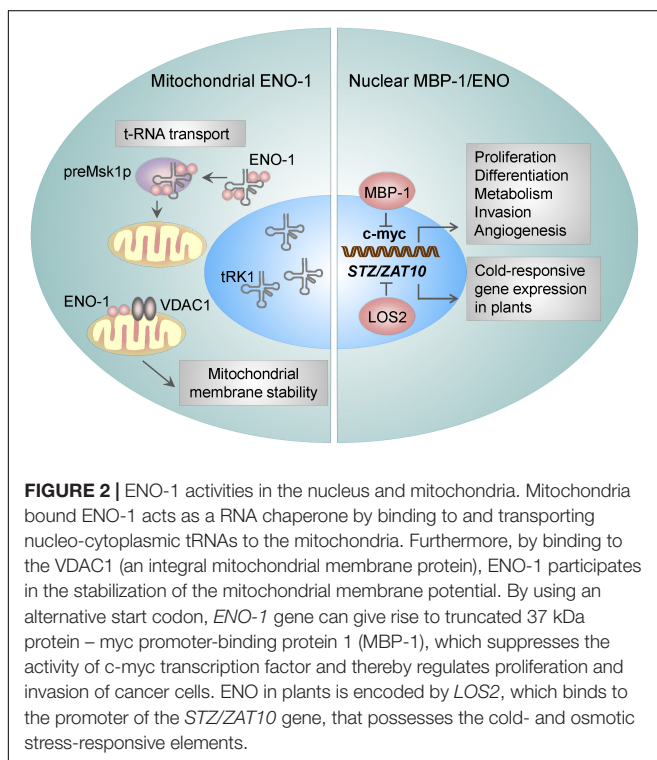 Mitochondrial ENO-1
Nuclear MBP-1/ENO
t-RNA transport
preMsk1p
ENO-1
tRK1
ENO-1
VDAC1
Mitochondrial
membrane stability
MBP-1
c-myc
STZ/ZAT10
LOS2
Proliferation
Differentiation
Metabolism
Invasion
Angiogenesis
Cold-responsive
gene expression
in plants
FIGURE 2 | ENO-1 activities in the nucleus and mitochondria. Mitochondria
bound ENO-1 acts as a RNA chaperone by binding to and transporting
nucleo-cytoplasmic tRNAs to the mitochondria. Furthermore, by binding to
the VDAC1 (an integral mitochondrial membrane protein), ENO-1 participates
in the stabilization of the mitochondrial membrane potential. By using an
alternative start codon, ENO-1 gene can give rise to truncated 37 kDa
protein – myc promoter-binding protein 1 (MBP-1), which suppresses the
activity of c-myc transcription factor and thereby regulates proliferation and
invasion of cancer cells. ENO in plants is encoded by LOS2, which binds to
the promoter of the STZ/ZAT10 gene, that possesses the cold- and osmotic
stress-responsive elements.